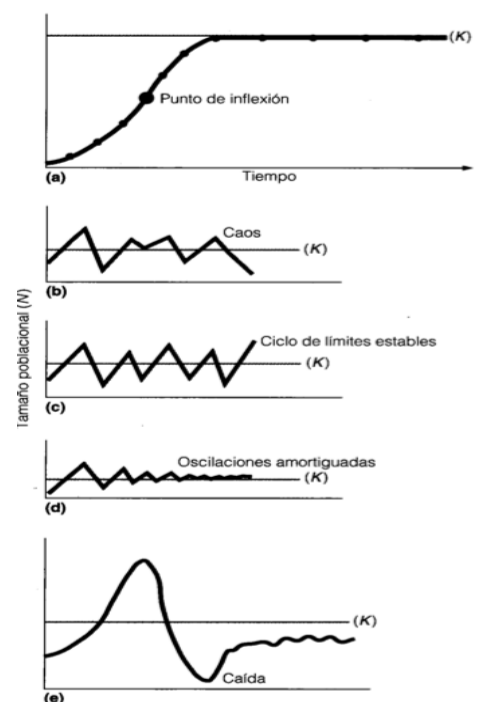 (K)
Punto de inflexión
(a)
Tiempo
Caos
(K)
(b)
Tamaño poblacional (N)
Ciclo de límites estables
(K)
(c)
Oscilaciones amortiguadas
(K)
(d)
(K)
Caída
(e)